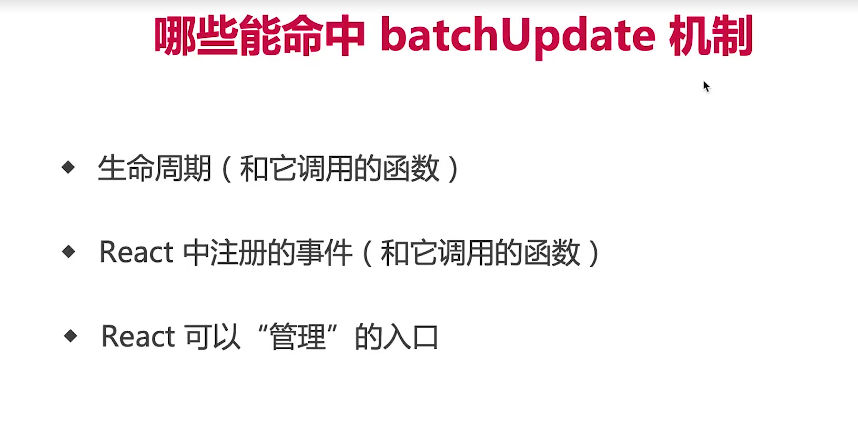 哪些能命中 batchUpdate 机制
生命周期（和它调用的函数）
React 中注册的事件（和它调用的函数）
React 可以“管理”的入口